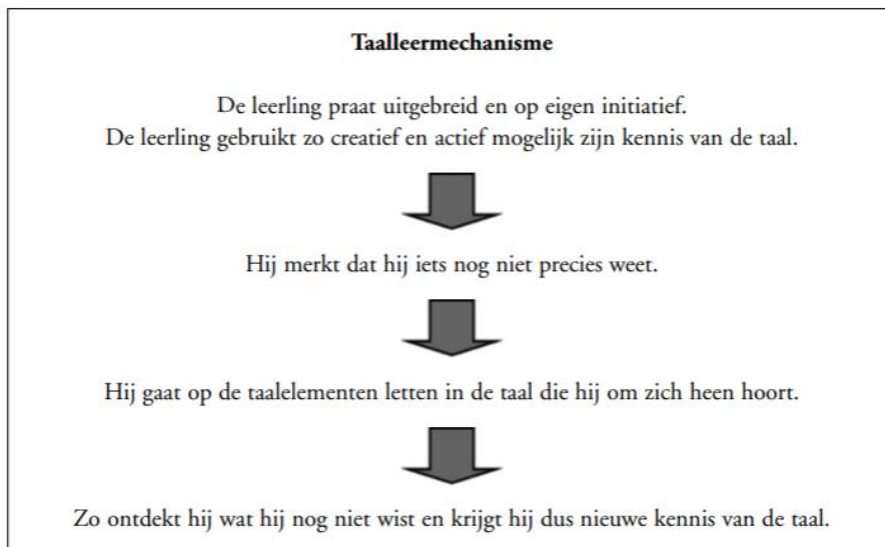 Taalleermechanisme
De leerling praat uitgebreid en op eigen initiatief.
De leerling gebruikt zo creatief en actief mogelijk zijn kennis van de taal.
Hij merkt dat hij iets nog niet precies weet.
Hij gaat op de taalelementen letten in de taal die hij om zich heen hoort.
Zo ontdekt hij wat hij nog niet wist en krijgt hij dus nieuwe kennis van de taal.